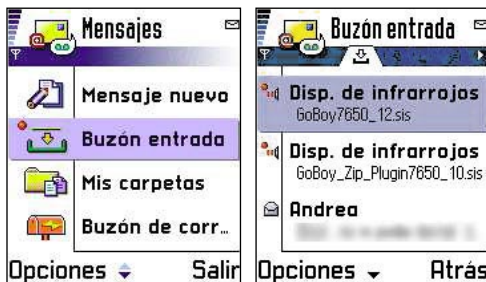 Mensajes
Mensaje nuevo
Buzón entrada
Mis carpetas
Buzón de corr…
Opciones
Salir
Buzón entrada
Disp. de infrarrojos
GoBoy7650_12.sis
Disp. de infrarrojos
GoBoy_Zip_Plugin7650_10.sis
Andrea
Opciones
Atrás